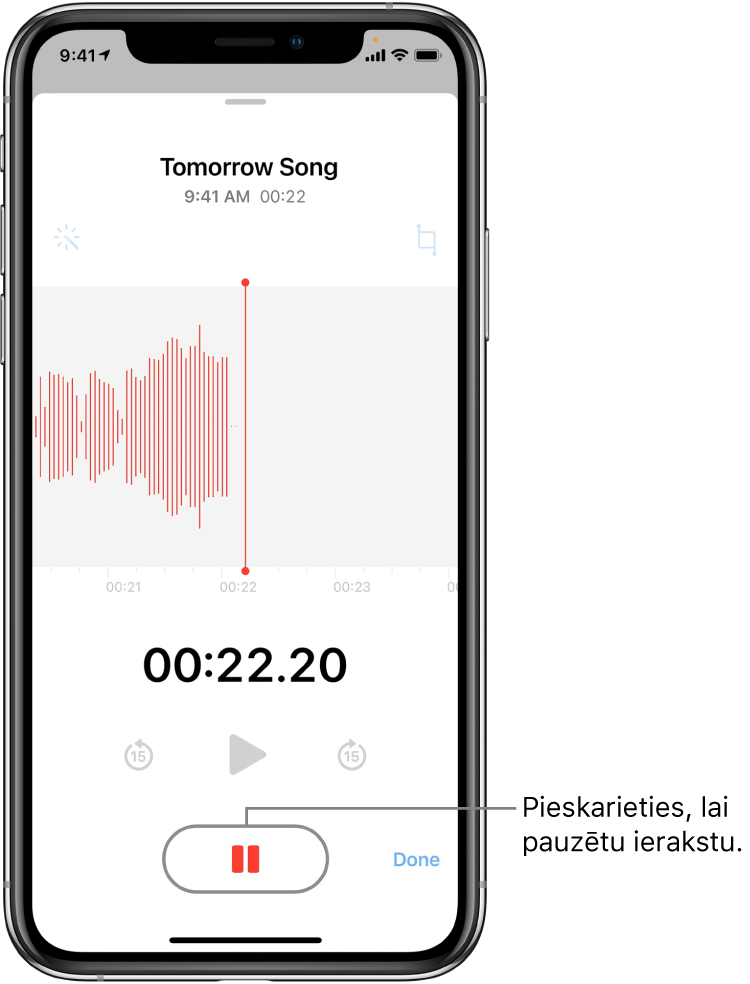 9:41
Tomorrow Song
9:41 AM 00:22
00:21 00:22 00:23
00:22.20
15 15
Pieskarieties, lai
pauzētu ierakstu.
Done